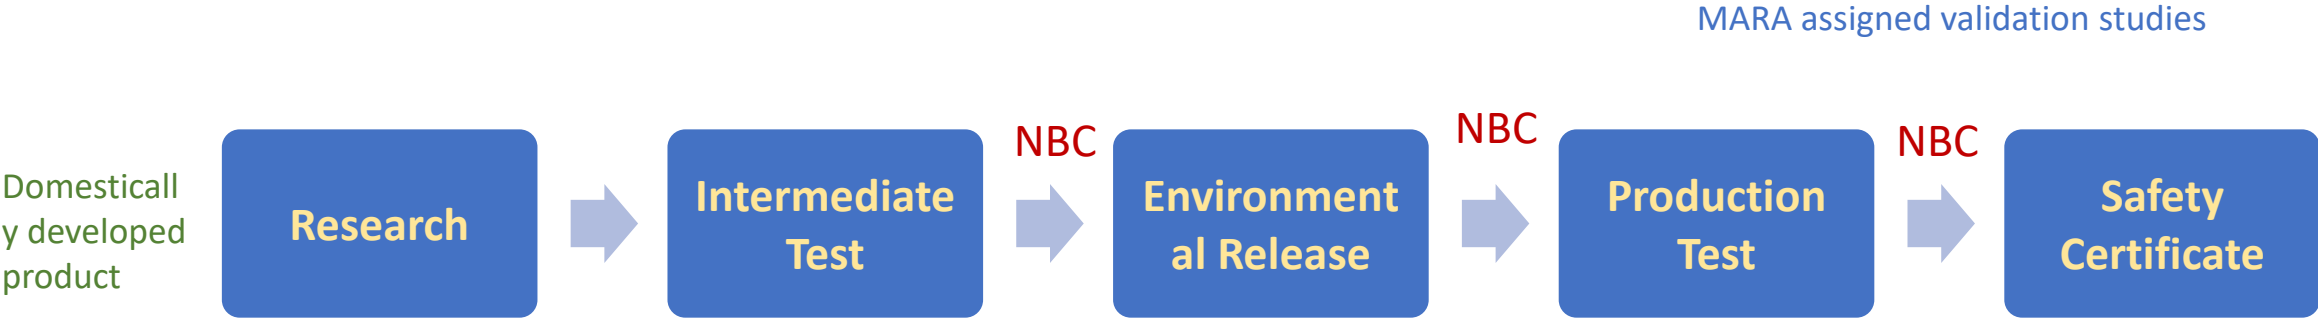 MARA assigned validation studies
NBC
NBC
NBC
Domesticall
y developed
product
Research
Intermediate
Test
Environment
al Release
Production
Test
Safety
Certificate